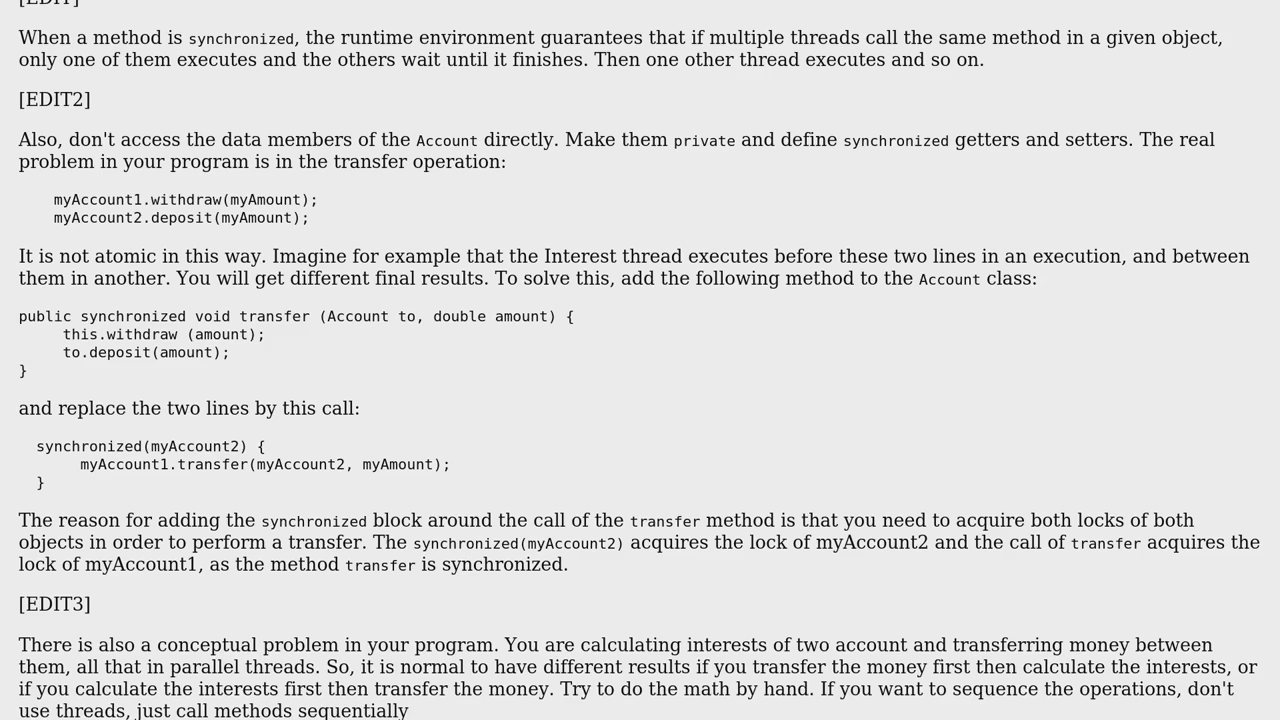 [EDIT]
When a method is synchronized, the runtime environment guarantees that if multiple threads call the same method in a given object,
only one of them executes and the others wait until it finishes. Then one other thread executes and so on.
[EDIT2]
Also, don't access the data members of the Account directly. Make them private and define synchronized getters and setters. The real
problem in your program is in the transfer operation:
myAccount1.withdraw(myAmount);
myAccount2.deposit(myAmount);
It is not atomic in this way. Imagine for example that the Interest thread executes before these two lines in an execution, and between
them in another. You will get different final results. To solve this, add the following method to the Account class:
public synchronized void transfer (Account to, double amount) {
this.withdraw (amount);
to.deposit(amount);
}
and replace the two lines by this call:
synchronized(myAccount2) {
myAccount1.transfer(myAccount2, myAmount);
}
The reason for adding the synchronized block around the call of the transfer method is that you need to acquire both locks of both
objects in order to perform a transfer. The synchronized(myAccount2) acquires the lock of myAccount2 and the call of transfer acquires the
lock of myAccount1, as the method transfer is synchronized.
[EDIT3]
There is also a conceptual problem in your program. You are calculating interests of two account and transferring money between
them, all that in parallel threads. So, it is normal to have different results if you transfer the money first then calculate the interests, or
if you calculate the interests first then transfer the money. Try to do the math by hand. If you want to sequence the operations, don't
use threads, just call methods sequentially